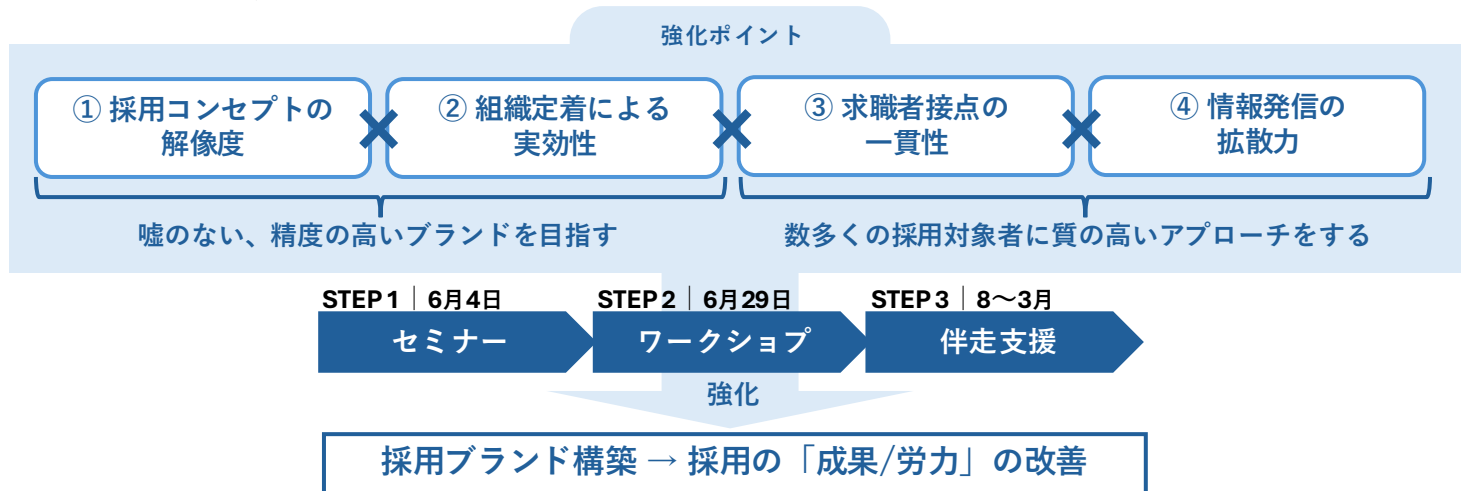 強化ポイント
① 採用コンセプトの
解像度
② 組織定着による
実効性
③ 求職者接点の
一貫性
④ 情報発信の
拡散力
嘘のない、精度の高いブランドを目指す
数多くの採用対象者に質の高いアプローチをする
STEP 1｜6月4日
セミナー
STEP 2｜6月29日
ワークショプ
STEP 3｜8〜3月
伴走支援
強化
採用ブランド構築 → 採用の「成果/労力」の改善